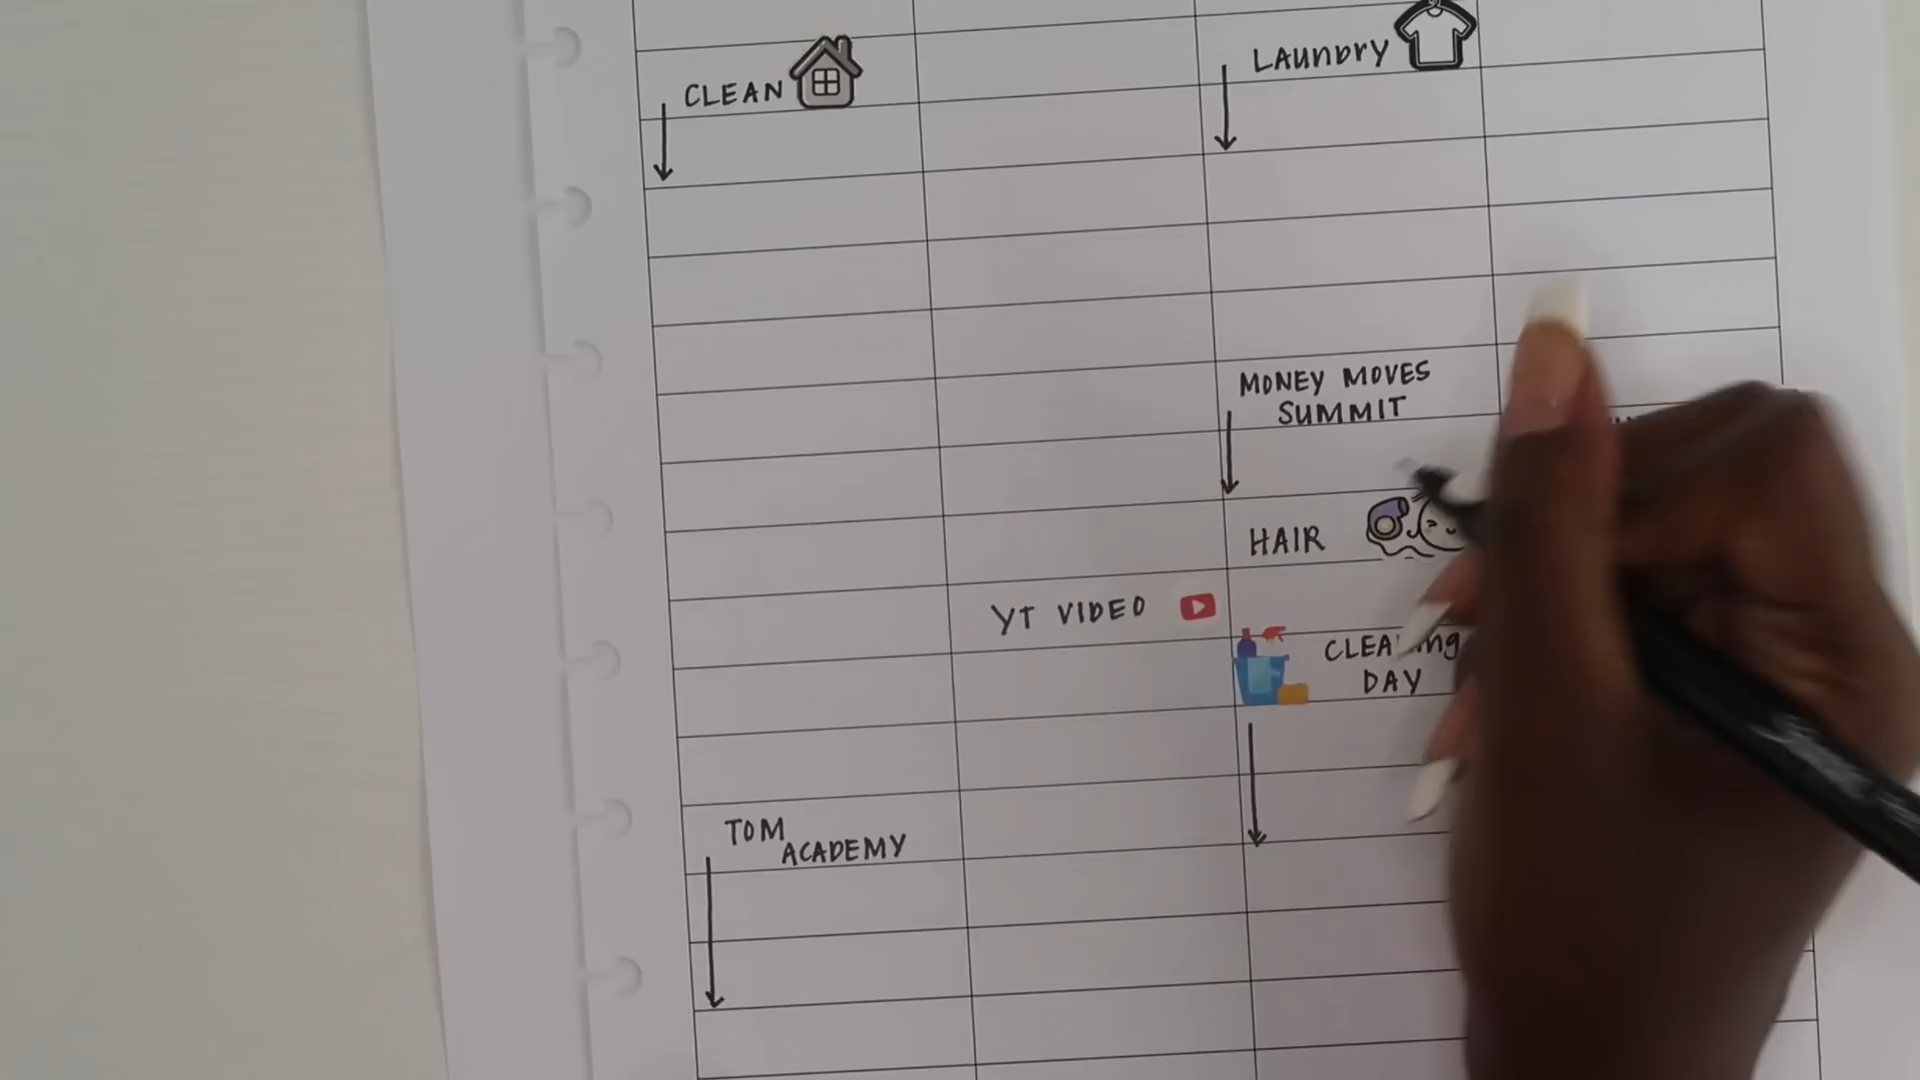 CLEAN
LAUNDRY
MONEY MOVES
SUMMIT
HAIR
YT VIDEO
DAY
TOM
ACADEMY